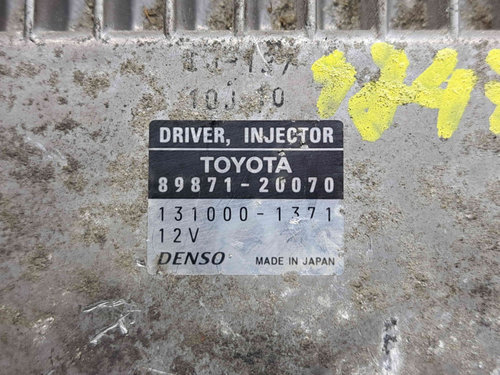 DRIVER, INJECTOR
TOYOTA
89871-20070
131000-1371
12V
DENSO MADE IN JAPAN